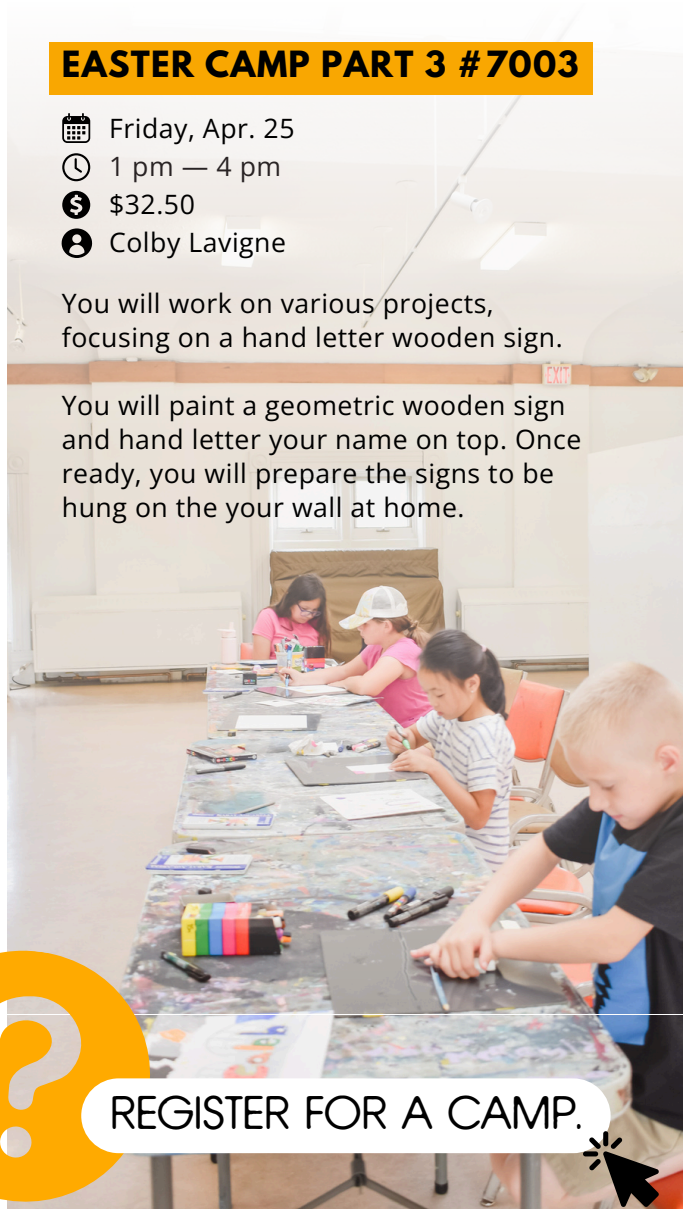 EASTER CAMP PART 3 #7003
Friday, Apr. 25
1 pm — 4 pm
$32.50
Colby Lavigne
You will work on various projects,
focusing on a hand letter wooden sign.
EXIT
You will paint a geometric wooden sign
and hand letter your name on top. Once
ready, you will prepare the signs to be
hung on the your wall at home.
?
REGISTER FOR A CAMP.